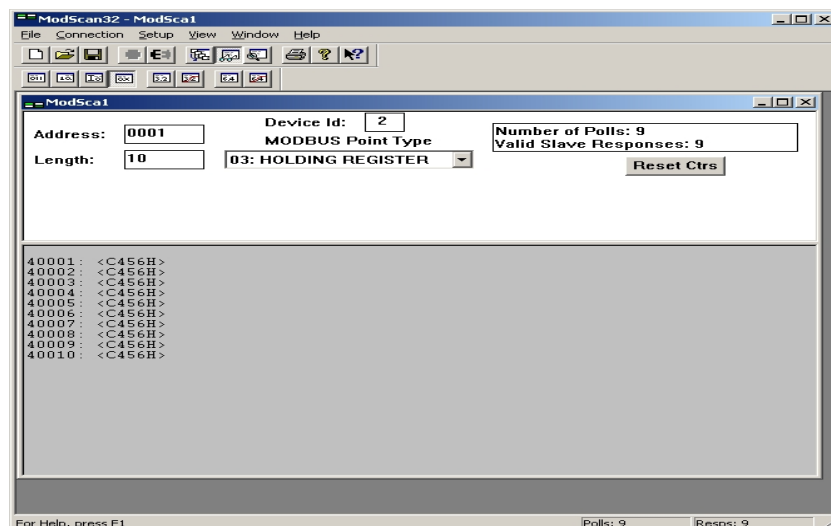 ModScan32 - ModSca1
File Connection Setup View Window Help
ModSca1
Address: 0001
Device Id: 2
MODBUS Point Type
Length: 10
03: HOLDING REGISTER
Number of Polls: 9
Valid Slave Responses: 9
Reset Ctrs
40001: <C456H>
40002: <C456H>
40003: <C456H>
40004: <C456H>
40005: <C456H>
40006: <C456H>
40007: <C456H>
40008: <C456H>
40009: <C456H>
40010: <C456H>
For Help, press F1
Polls: 9
Resps: 9